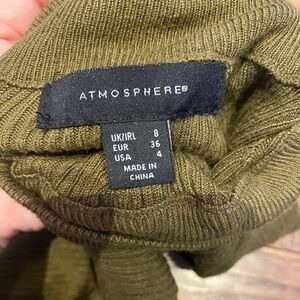 ATMOSPHERE®
UK/IRL 8
EUR 36
USA 4
MADE IN
CHINA